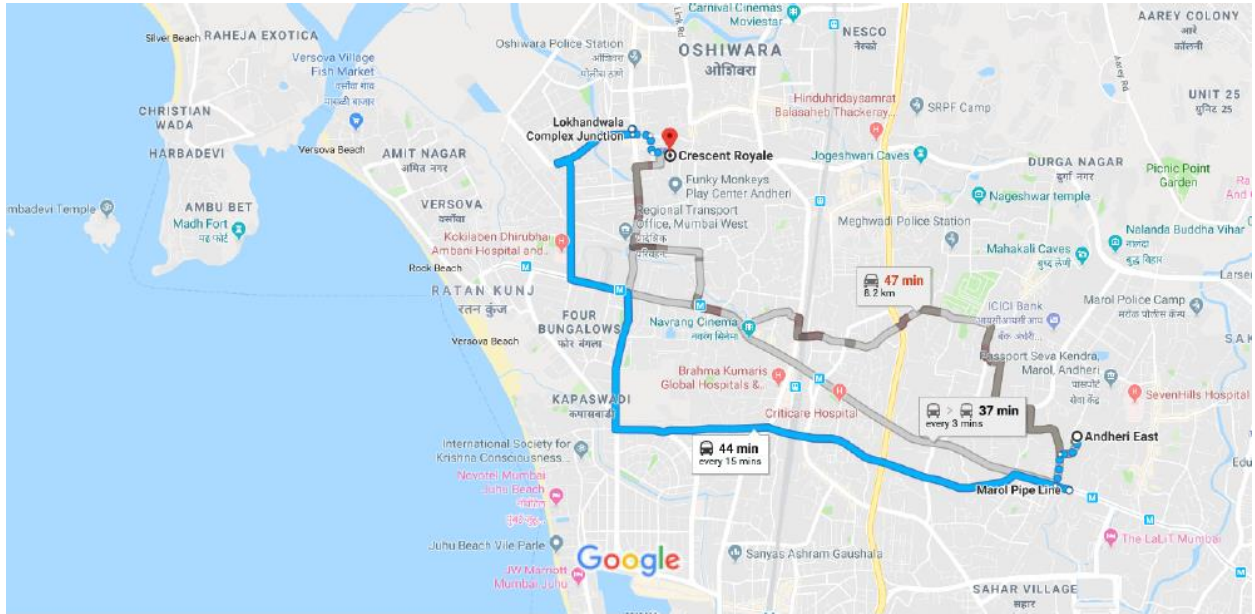 Carnival Cinemas
Moviestar
AAREY COLONY
आरे
कॉलनी
NESCO
नेस्को
Silver Beach
RAHEJA EXOTICA
Link Rd
Aarey Rd
Oshiwara Police Station
OSHIWARA
ओशिवरा
Versova Village
Fish Market
UNIT 25
युनिट 25
Hinduhridaysamrat
Balasaheb Thackeray...
SRPF Camp
CHRISTIAN
WADA
Lokhandwala
Complex Junction
Crescent Royale
HARBADEVI
Versova Beach
AMIT NAGAR
अमित नगर
Jogeshwari Caves
DURGA NAGAR
दुर्गा नगर
Picnic Point
Garden
Funky Monkeys
Play Center Andheri
Nageshwar temple
AMBU BET
VERSOVA
वर्सोवा
mbadevi Temple
Madh Fort
मढ फोर्ट
Regional Transport
Office, Mumbai West
Meghwadi Police Station
Nalanda Buddha Vihar
नालंदा
बुद्ध विहार
Kokilaben Dhirubhai
Ambani Hospital and..
Mahakali Caves
Rock Beach
47 min
8.2 km
Larsen
RATAN KUNJ
रतन कुंज
ICICI Bank
Marol Police Camp
FOUR
BUNGALOWS
फोर बंगला
Navrang Cinema
नवरंग सिनेमा
Versova Beach
Passport Seva Kendra,
Marol, Andheri
पासपोर्ट
सेवा केंद्र
Brahma Kumaris
Global Hospitals &..
SevenHills Hospital
KAPASWADI
कपासवाडी
Criticare Hospital
37 min
every 3 mins
Andheri East
44 min
every 15 mins
International Society for
Krishna Consciousness...
Novotel Mumbai
Juhu Beach
Marol Pipe Line
The LaLiT Mumbai
Juhu Beach Vile Parle
Google
Sanyas Ashram Gaushala
JW Marriott
Mumbai Juhu
SAHAR VILLAGE
सहार